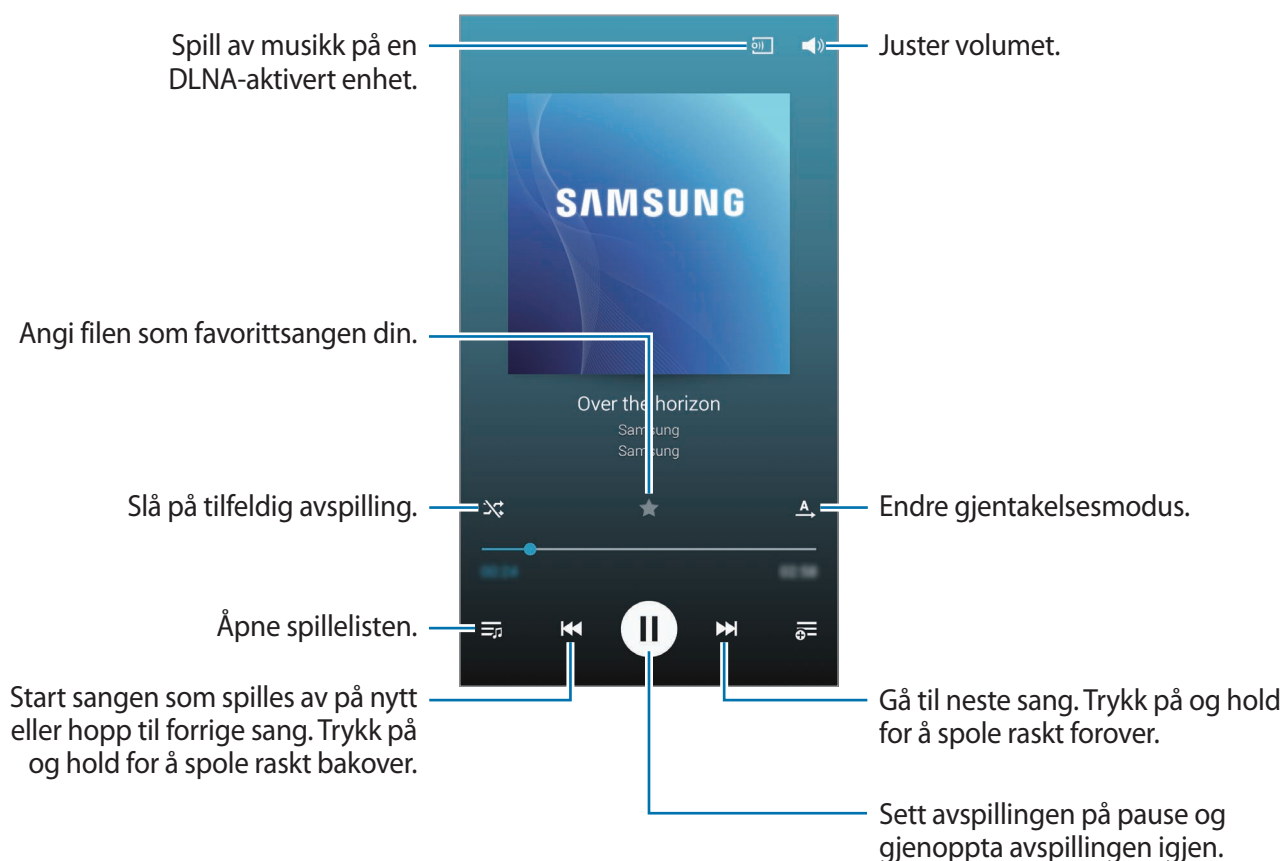 Spill av musikk på en
DLNA-aktivert enhet.
Juster volumet.
SAMSUNG
Angi filen som favorittsangen din.
Over the horizon
Samsung
Samsung
Slå på tilfeldig avspilling.
A
Endre gjentakelsesmodus.
Åpne spillelisten.
Start sangen som spilles av på nytt
eller hopp til forrige sang. Trykk på
og hold for å spole raskt bakover.
Gå til neste sang. Trykk på og hold
for å spole raskt forover.
Sett avspillingen på pause og
gjenoppta avspillingen igjen.